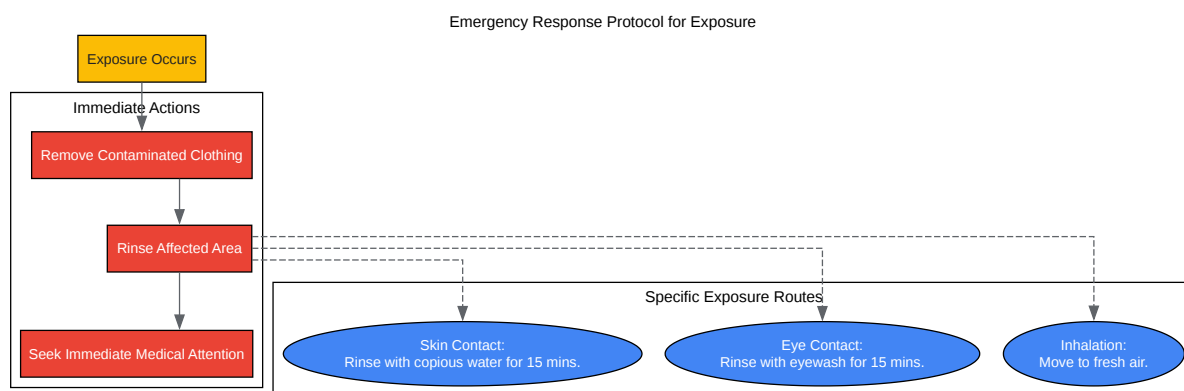 Emergency Response Protocol for Exposure
Exposure Occurs
Immediate Actions
Remove Contaminated Clothing
Rinse Affected Area
Seek Immediate Medical Attention
Specific Exposure Routes
Skin Contact:
Rinse with copious water for 15 mins.
Eye Contact:
Rinse with eyewash for 15 mins.
Inhalation:
Move to fresh air.